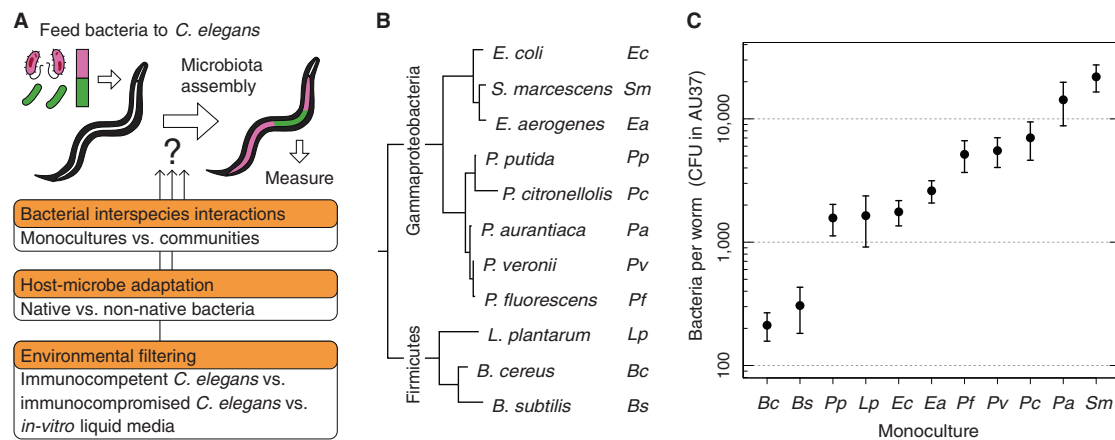 A
Feed bacteria to C. elegans
Microbiota
assembly
?
Measure
Bacterial interspecies interactions
Monocultures vs. communities
Host-microbe adaptation
Native vs. non-native bacteria
Environmental filtering
Immunocompetent C. elegans vs.
immunocompromised C. elegans vs.
in-vitro liquid media
B
Gammaproteobacteria
Firmicutes
E. coli Ec
S. marcescens Sm
E. aerogenes Ea
P. putida Pp
P. citronellolis Pc
P. aurantiaca Pa
P. veronii Pv
P. fluorescens Pf
L. plantarum Lp
B. cereus Bc
B. subtilis Bs
C
Bacteria per worm (CFU in AU37)
10,000
1,000
100
Bc Bs Pp Lp Ec Ea Pf Pv Pc Pa Sm
Monoculture